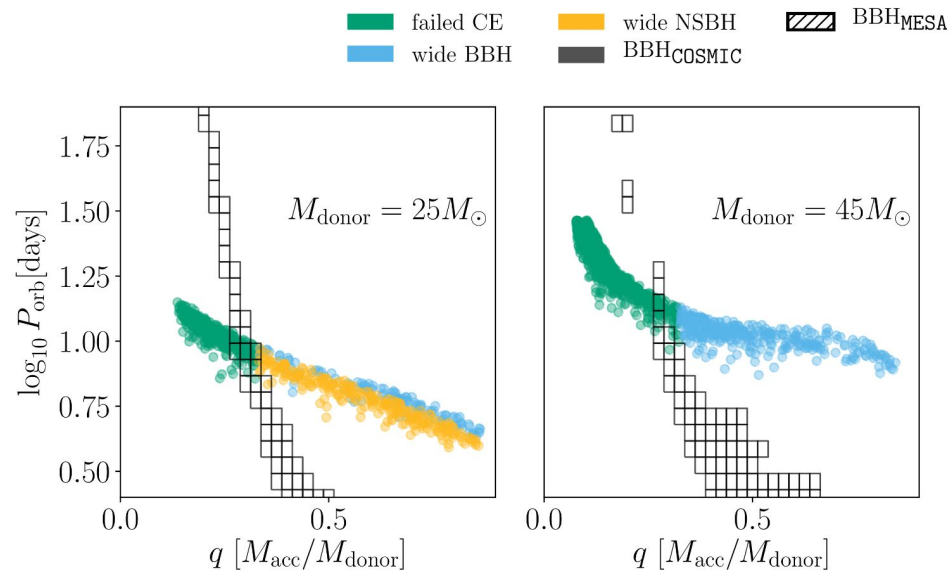 failed CE
wide NSBH
BBH_MESA
wide BBH
BBH_COSMIC
M_donor = 25M_⊙
M_donor = 45M_⊙
log₁₀ P_orb[days]
1.75
1.50
1.25
1.00
0.75
0.50
0.0
0.5
0.0
0.5
q [M_acc/M_donor]
q [M_acc/M_donor]